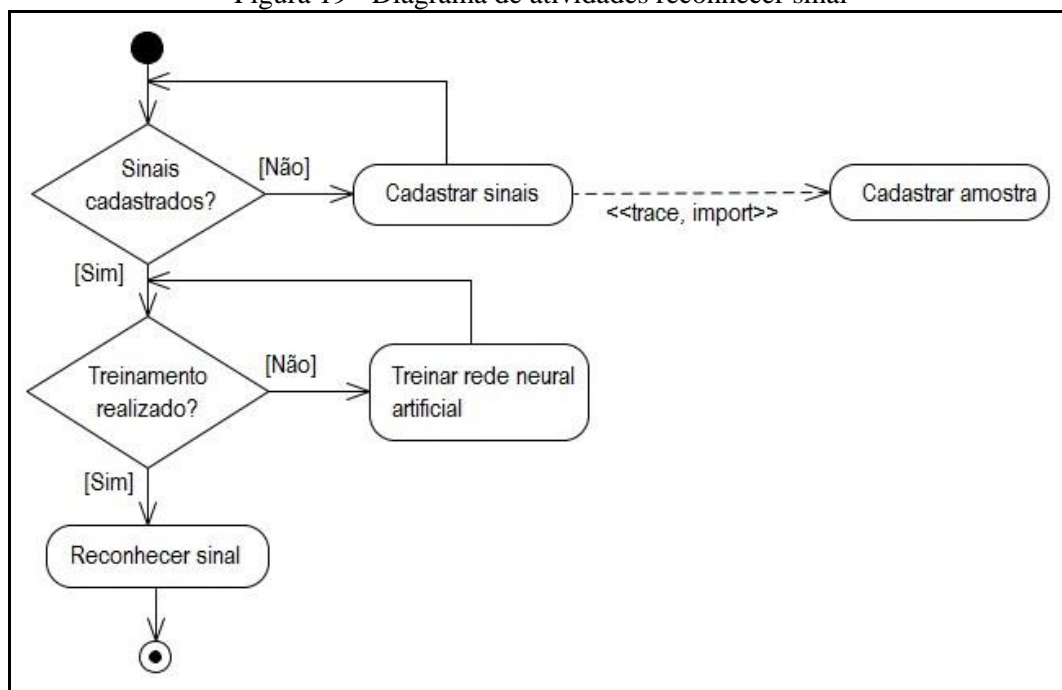 Figura 19 - Diagrama de atividades reconhecer sinal
Sinais
cadastrados?
[Não]
Cadastrar sinais
<<trace, import>>
Cadastrar amostra
[Sim]
Treinamento
realizado?
[Não]
Treinar rede neural
artificial
[Sim]
Reconhecer sinal